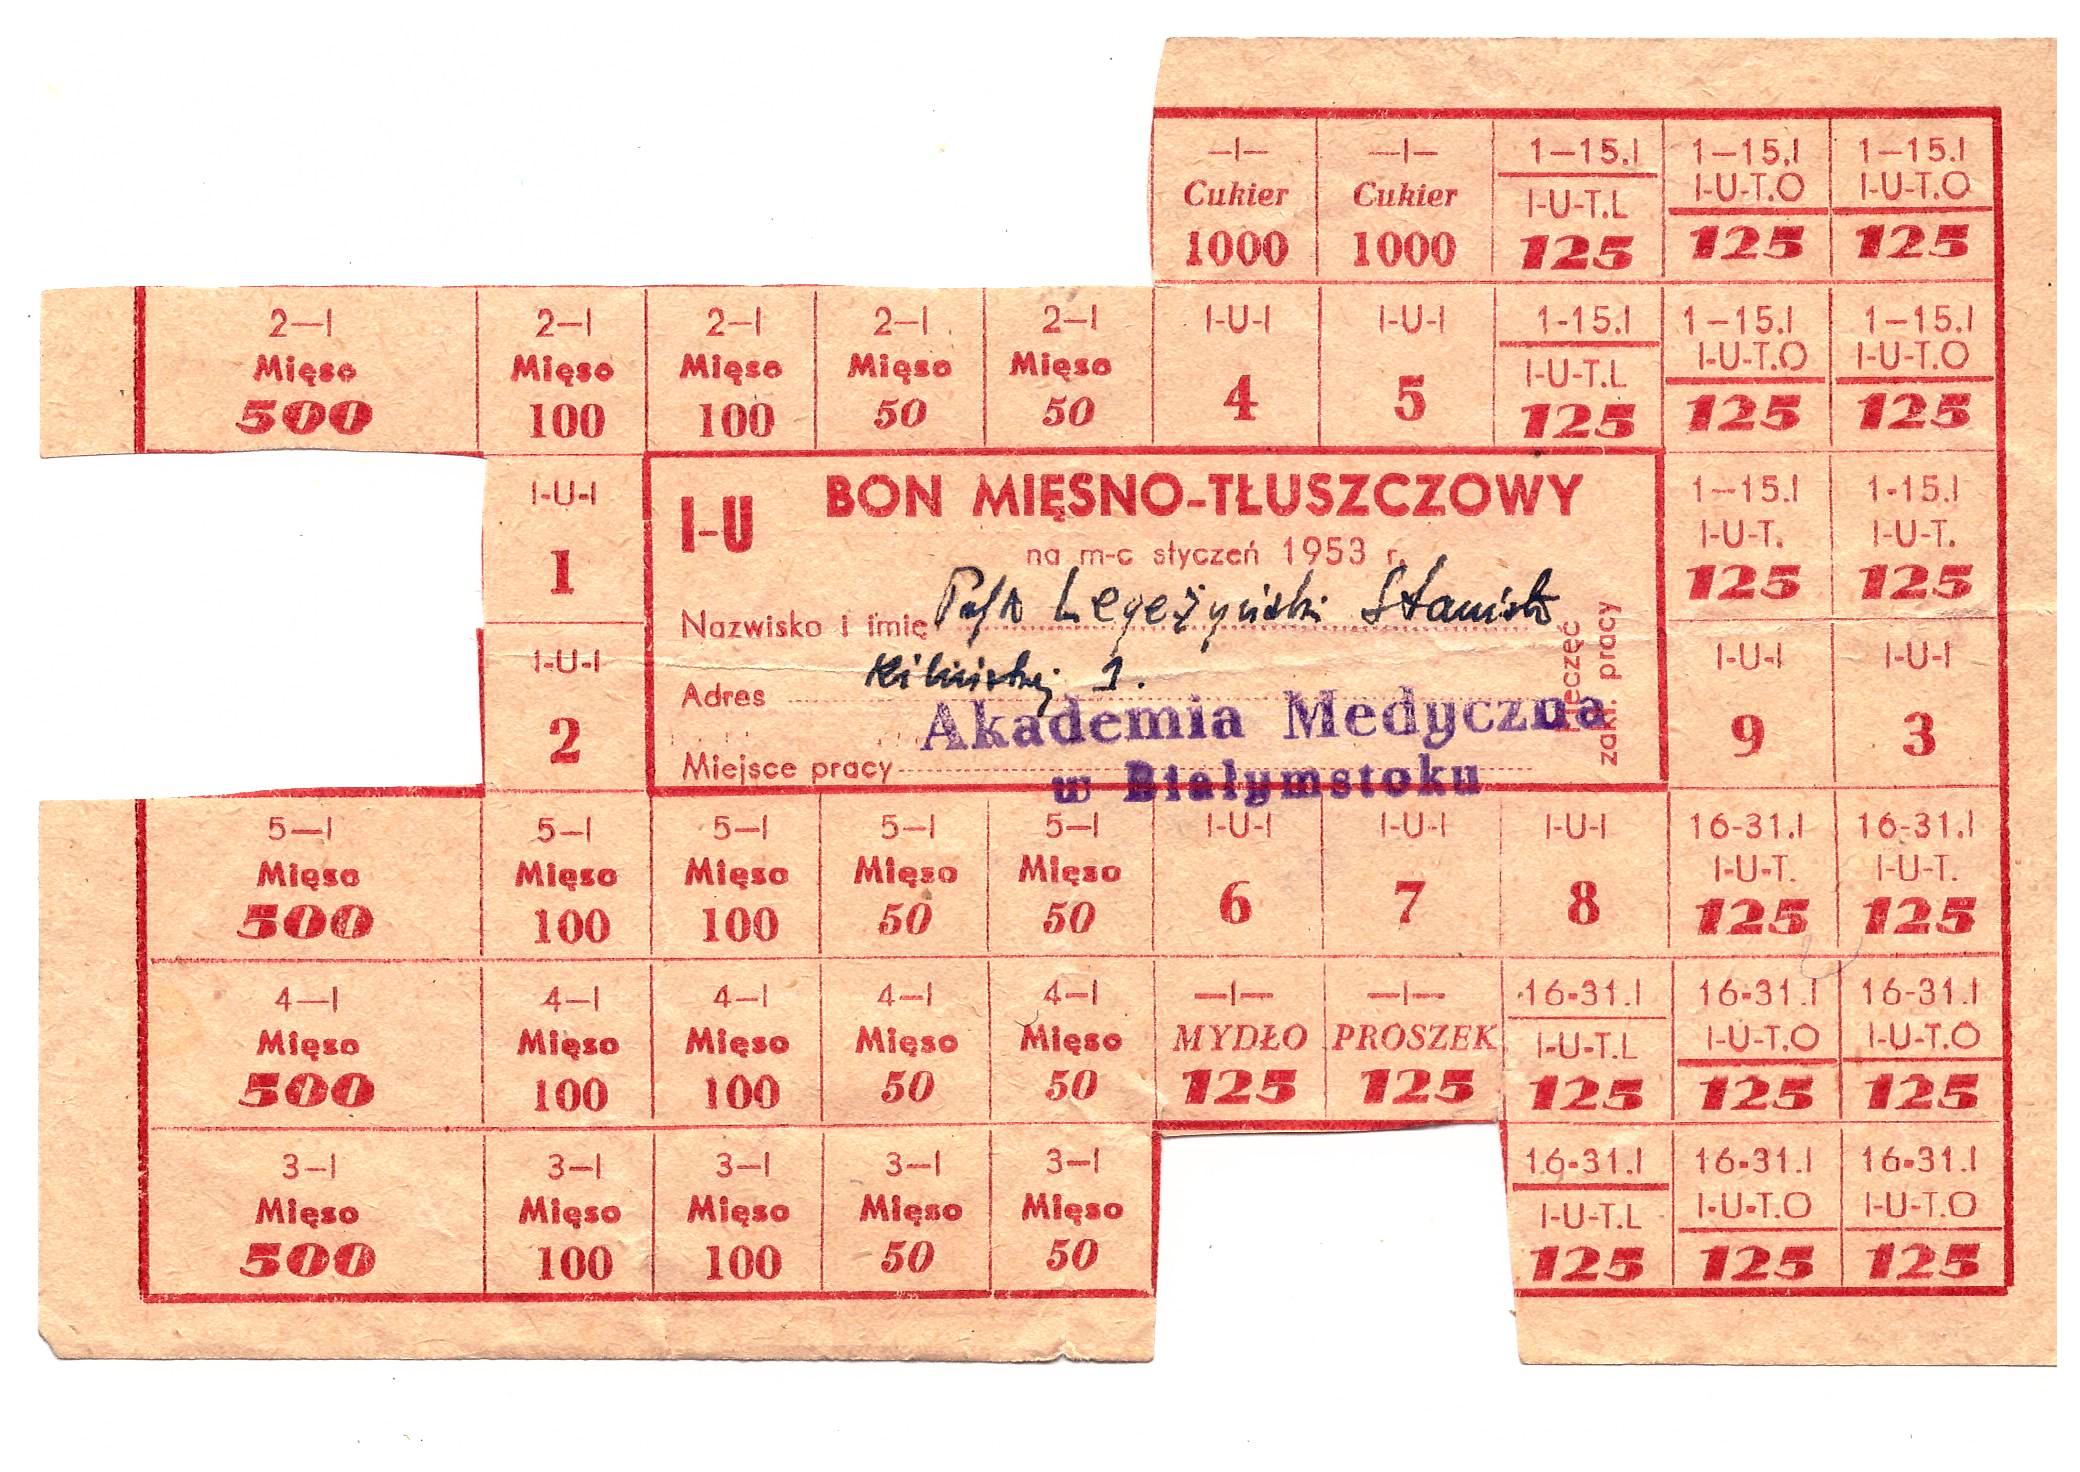 –I– –I– 1–15.I 1–15.I 1–15.I
Cukier Cukier I-U-T.L I-U-T.O I-U-T.O
1000 1000 125 125 125
2–I 2–I 2–I 2–I 2–I I-U-I I-U-I 1-15.I 1–15.I 1–15.I
Mięso Mięso Mięso Mięso Mięso I-U-T.L I-U-T.O I-U-T.O
500 100 100 50 50 4 5 125 125 125
I-U-I
1
I-U-I
2
I-U BON MIĘSNO-TŁUSZCZOWY
na m-c styczeń 1953 r.
Nazwisko i imię Legeżyński
Adres 1.
Miejsce pracy
Akademia Medyczna
w Białymstoku
Pieczęć
zakł. pracy
1–15.I 1-15.I
I-U-T. I-U-T.
125 125
I-U-I I-U-I
9 3
5–I 5–I 5–I 5–I 5–I I-U-I I-U-I I-U-I 16-31.I 16-31.I
Mięso Mięso Mięso Mięso Mięso I-U-T. I-U-T.
500 100 100 50 50 6 7 8 125 125
4–I 4–I 4–I 4–I 4–I –I– –I– 16-31.I 16-31.I 16-31.I
Mięso Mięso Mięso Mięso Mięso MYDŁO PROSZEK I-U-T.L I-U-T.O I-U-T.O
500 100 100 50 50 125 125 125 125 125
3–I 3–I 3–I 3–I 3–I 16-31.I 16-31.I 16-31.I
Mięso Mięso Mięso Mięso Mięso I-U-T.L I-U-T.O I-U-T.O
500 100 100 50 50 125 125 125